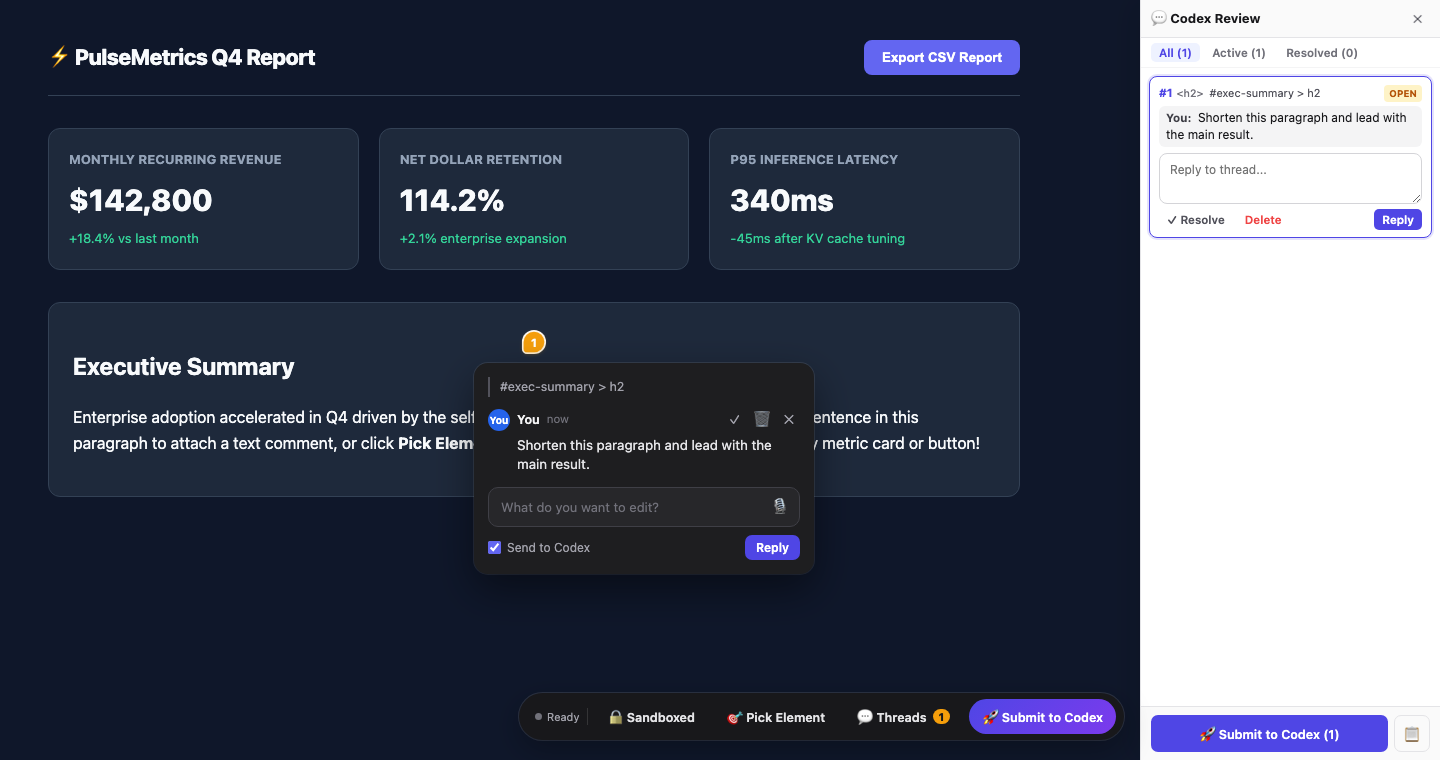 ⚡ PulseMetrics Q4 Report
Export CSV Report
MONTHLY RECURRING REVENUE
$142,800
+18.4% vs last month
NET DOLLAR RETENTION
114.2%
+2.1% enterprise expansion
P95 INFERENCE LATENCY
340ms
-45ms after KV cache tuning
Executive Summary
Enterprise adoption accelerated in Q4 driven by the self
entence in this
paragraph to attach a text comment, or click Pick Elem
metric card or button!
1
#exec-summary > h2
You
You now
Shorten this paragraph and lead with the
main result.
What do you want to edit?
Send to Codex
Reply
Ready
Sandboxed
Pick Element
Threads 1
Submit to Codex
Codex Review
All (1)
Active (1)
Resolved (0)
#1 <h2> #exec-summary > h2
OPEN
You: Shorten this paragraph and lead with
the main result.
Reply to thread...
✓ Resolve
Delete
Reply
Submit to Codex (1)